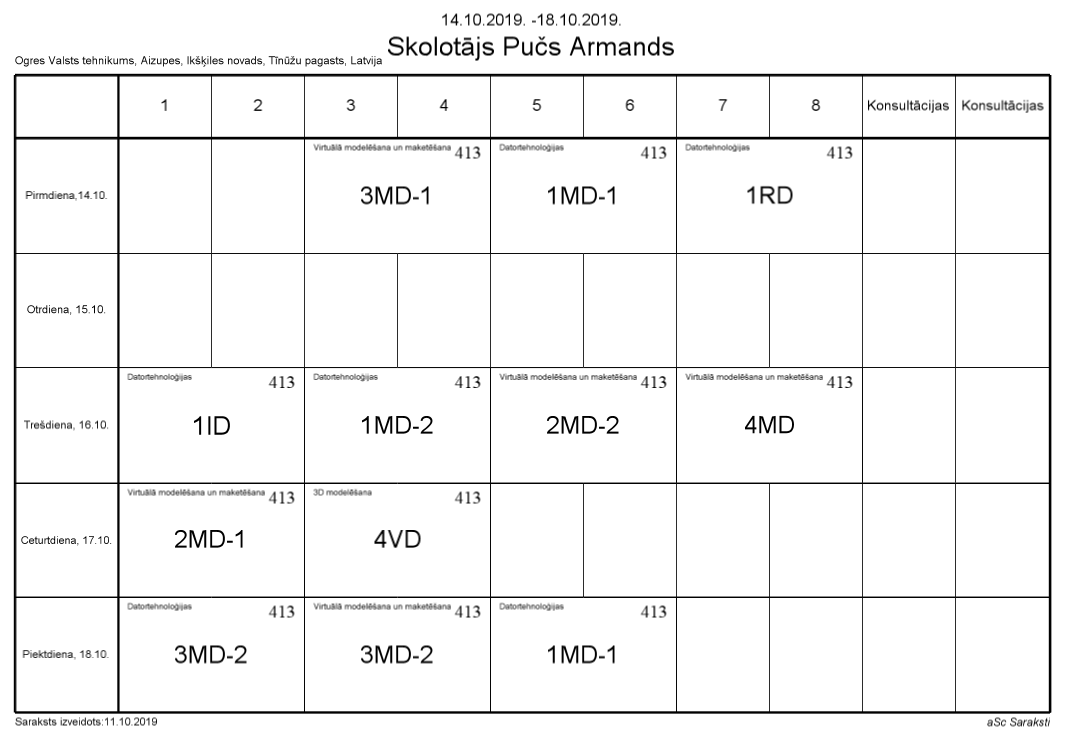 14.10.2019. -18.10.2019.
Skolotājs Pučs Armands
Ogres Valsts tehnikums, Aizupes, Ikšķiles novads, Tīnūžu pagasts, Latvija
1 2 3 4 5 6 7 8 Konsultācijas Konsultācijas
Pirmdiena,14.10.
Virtuālā modelēšana un maketēšana 413
3MD-1
Datortehnoloģijas 413
1MD-1
Datortehnoloģijas 413
1RD
Otrdiena, 15.10.
Trešdiena, 16.10.
Datortehnoloģijas 413
1ID
Datortehnoloģijas 413
1MD-2
Virtuālā modelēšana un maketēšana 413
2MD-2
Virtuālā modelēšana un maketēšana 413
4MD
Ceturtdiena, 17.10.
Virtuālā modelēšana un maketēšana 413
2MD-1
3D modelēšana 413
4VD
Piektdiena, 18.10.
Datortehnoloģijas 413
3MD-2
Virtuālā modelēšana un maketēšana 413
3MD-2
Datortehnoloģijas 413
1MD-1
Saraksts izveidots:11.10.2019
aSc Saraksti